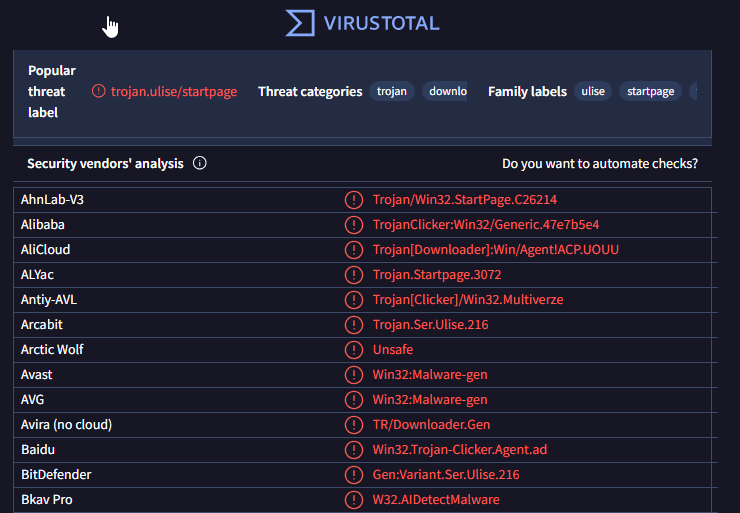 VIRUSTOTAL
Popular threat label
trojan.ulise/startpage
Threat categories
trojan
downlo
Family labels
ulise
startpage
Security vendors' analysis
Do you want to automate checks?
AhnLab-V3 Trojan/Win32.StartPage.C26214
Alibaba TrojanClicker:Win32/Generic.47e7b5e4
AliCloud Trojan[Downloader]:Win/Agent!ACP.UOUU
ALYac Trojan.Startpage.3072
Antiy-AVL Trojan[Clicker]/Win32.Multiverze
Arcabit Trojan.Ser.Ulise.216
Arctic Wolf Unsafe
Avast Win32:Malware-gen
AVG Win32:Malware-gen
Avira (no cloud) TR/Downloader.Gen
Baidu Win32.Trojan-Clicker.Agent.ad
BitDefender Gen:Variant.Ser.Ulise.216
Bkav Pro W32.AIDetectMalware